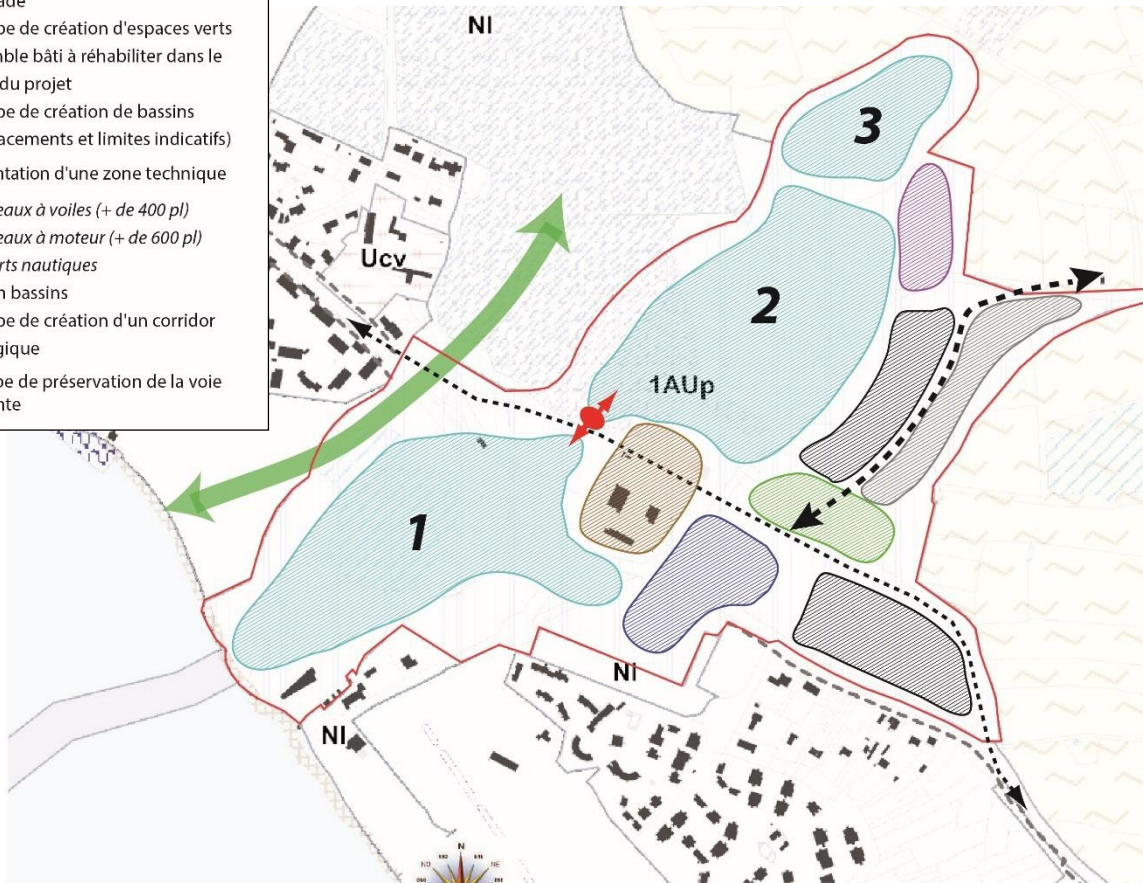 ade
pe de création d'espaces verts
nble bâti à réhabiliter dans le
du projet
pe de création de bassins
acements et limites indicatifs)
ntation d'une zone technique
eaux à voiles (+ de 400 pl)
eaux à moteur (+ de 600 pl)
rts nautiques
n bassins
pe de création d'un corridor
gique
pe de préservation de la voie
nte
Nl
3
Ucv
2
1AUp
1
Ni
Nl
N
NO
NE